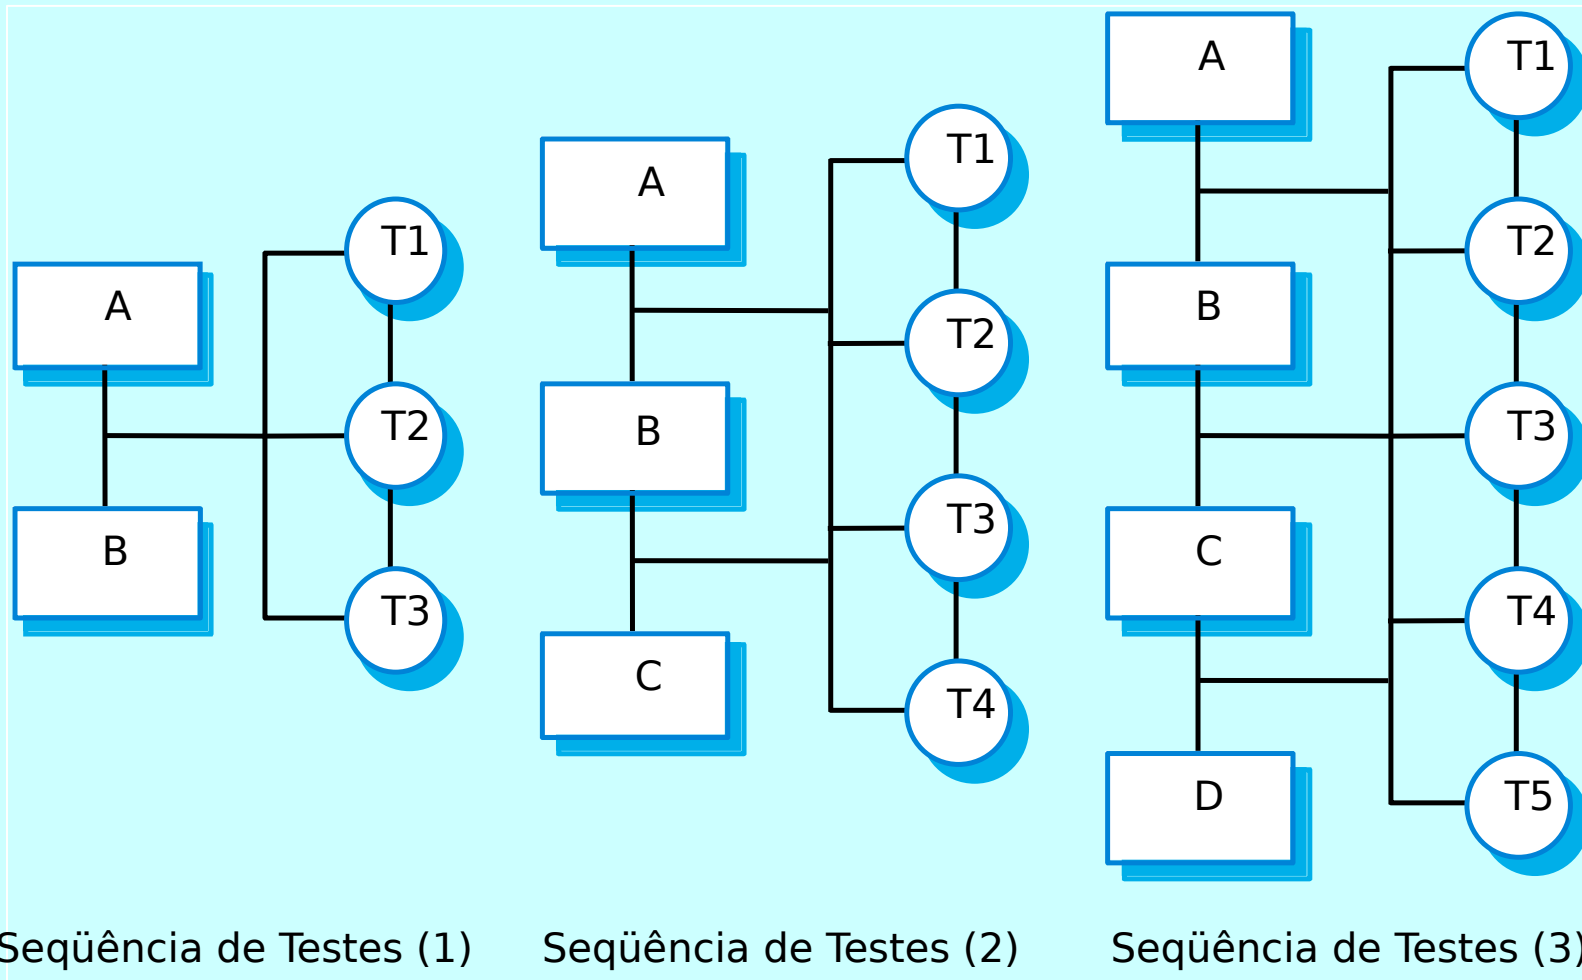 A
B
T1
T2
T3
Seqüência de Testes (1)
A
B
C
T1
T2
T3
T4
Seqüência de Testes (2)
A
B
C
D
T1
T2
T3
T4
T5
Seqüência de Testes (3)